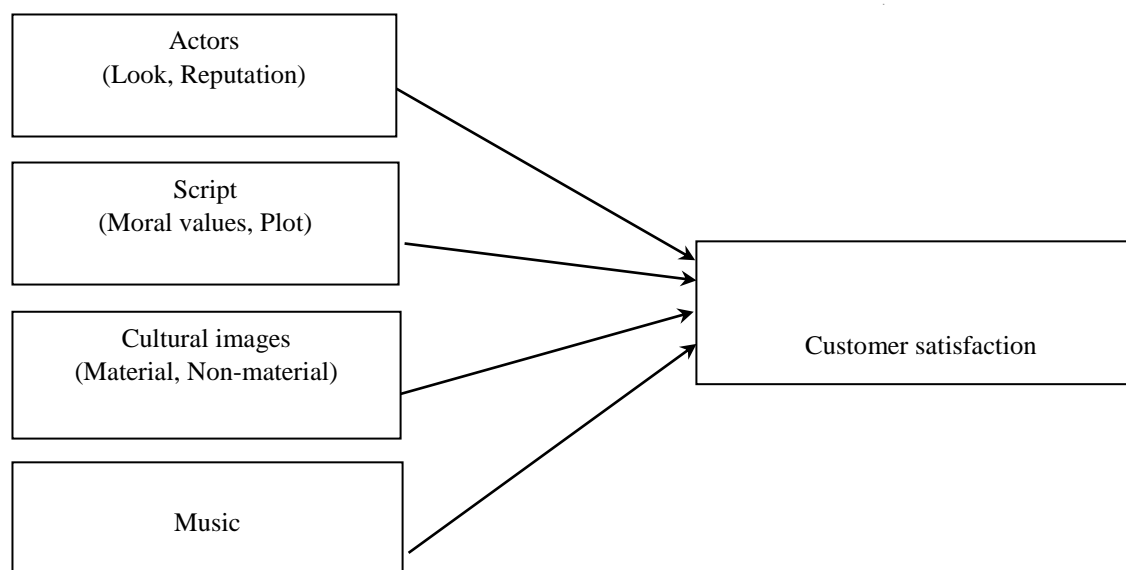 Actors
(Look, Reputation)
Script
(Moral values, Plot)
Cultural images
(Material, Non-material)
Customer satisfaction
Music